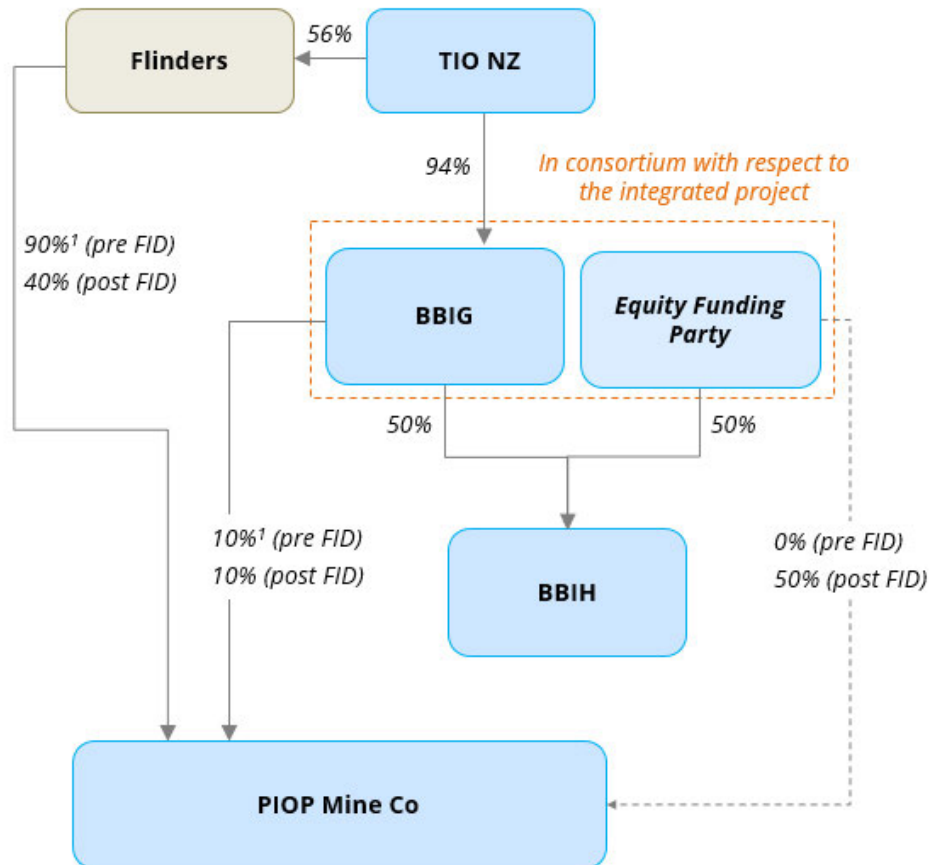 56%
Flinders
TIO NZ
94%
In consortium with respect to
the integrated project
90%¹ (pre FID)
40% (post FID)
BBIG
Equity Funding
Party
50%
50%
10%¹ (pre FID)
10% (post FID)
0% (pre FID)
50% (post FID)
BBIH
PIOP Mine Co